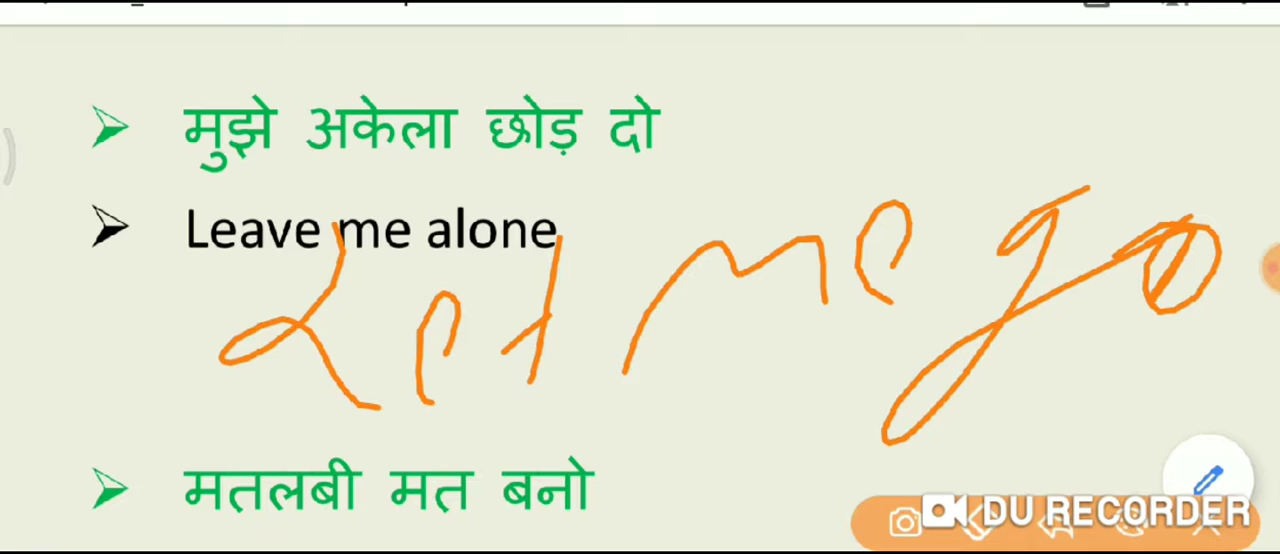 मुझे अकेला छोड़ दो
Leave me alone
Let me go
मतलबी मत बनो
DU RECORDER